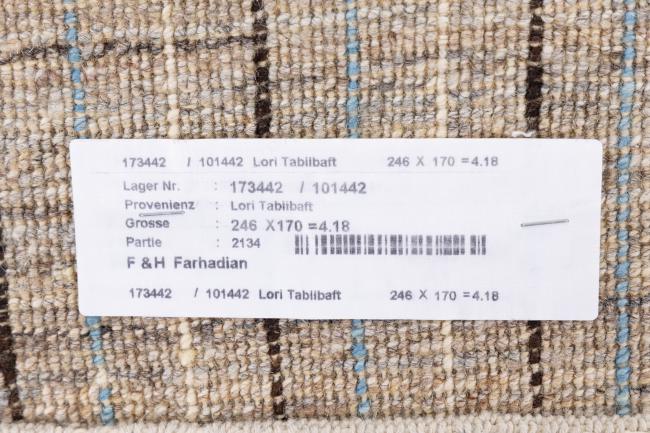 173442 / 101442 Lori Tabiibaft 246 X 170 =4.18
Lager Nr. : 173442 / 101442
Provenienz : Lori Tabiibaft
Grosse : 246 X170 =4.18
Partie : 2134
F & H Farhadian
173442 / 101442 Lori Tabiibaft 246 X 170 =4.18